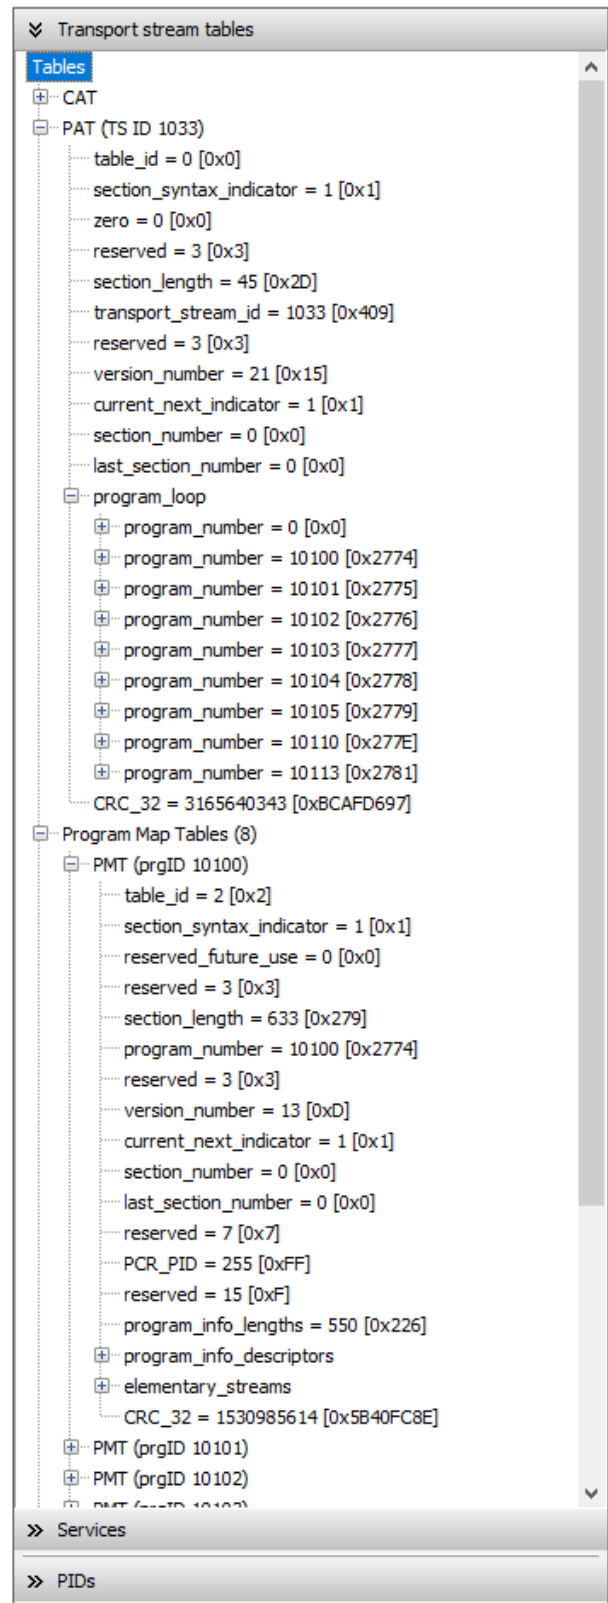 Transport stream tables
Tables
CAT
PAT (TS ID 1033)
table_id = 0 [0x0]
section_syntax_indicator = 1 [0x1]
zero = 0 [0x0]
reserved = 3 [0x3]
section_length = 45 [0x2D]
transport_stream_id = 1033 [0x409]
reserved = 3 [0x3]
version_number = 21 [0x15]
current_next_indicator = 1 [0x1]
section_number = 0 [0x0]
last_section_number = 0 [0x0]
program_loop
program_number = 0 [0x0]
program_number = 10100 [0x2774]
program_number = 10101 [0x2775]
program_number = 10102 [0x2776]
program_number = 10103 [0x2777]
program_number = 10104 [0x2778]
program_number = 10105 [0x2779]
program_number = 10110 [0x277E]
program_number = 10113 [0x2781]
CRC_32 = 3165640343 [0xBCAFD697]
Program Map Tables (8)
PMT (prgID 10100)
table_id = 2 [0x2]
section_syntax_indicator = 1 [0x1]
reserved_future_use = 0 [0x0]
reserved = 3 [0x3]
section_length = 633 [0x279]
program_number = 10100 [0x2774]
reserved = 3 [0x3]
version_number = 13 [0xD]
current_next_indicator = 1 [0x1]
section_number = 0 [0x0]
last_section_number = 0 [0x0]
reserved = 7 [0x7]
PCR_PID = 255 [0xFF]
reserved = 15 [0xF]
program_info_lengths = 550 [0x226]
program_info_descriptors
elementary_streams
CRC_32 = 1530985614 [0x5B40FC8E]
PMT (prgID 10101)
PMT (prgID 10102)
PMT (prgID 10103)
Services
PIDs